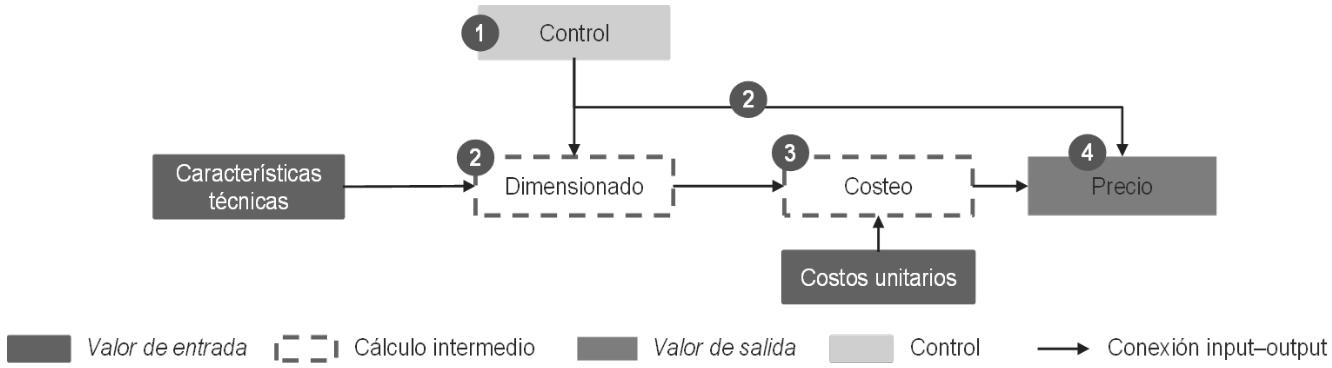 1
Control
2
2
3
4
Características
técnicas
Dimensionado
Costeo
Precio
Costos unitarios
Valor de entrada
Cálculo intermedio
Valor de salida
Control
Conexión input–output